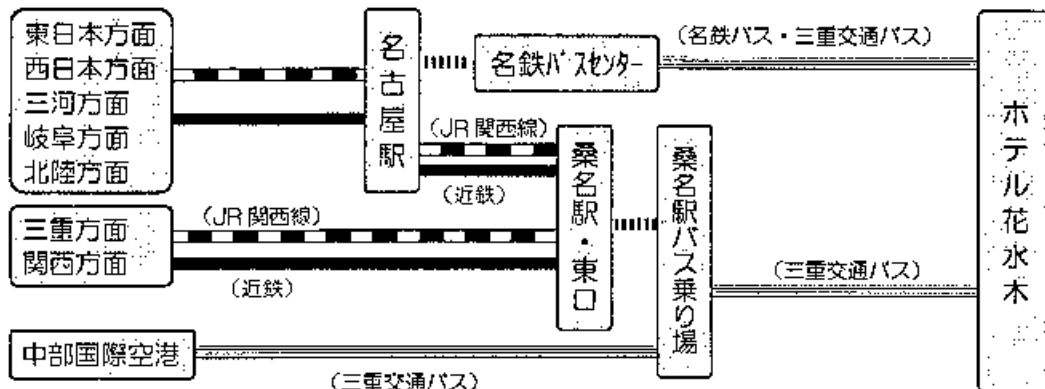 東日本方面
西日本方面
三河方面
岐阜方面
北陸方面
名古屋駅
名鉄バスセンター
(名鉄バス・三重交通バス)
ホテル花水木
(JR関西線)
(近鉄)
桑名駅・東口
桑名駅バス乗り場
三重方面
関西方面
(JR関西線)
(近鉄)
(三重交通バス)
中部国際空港
(三重交通バス)